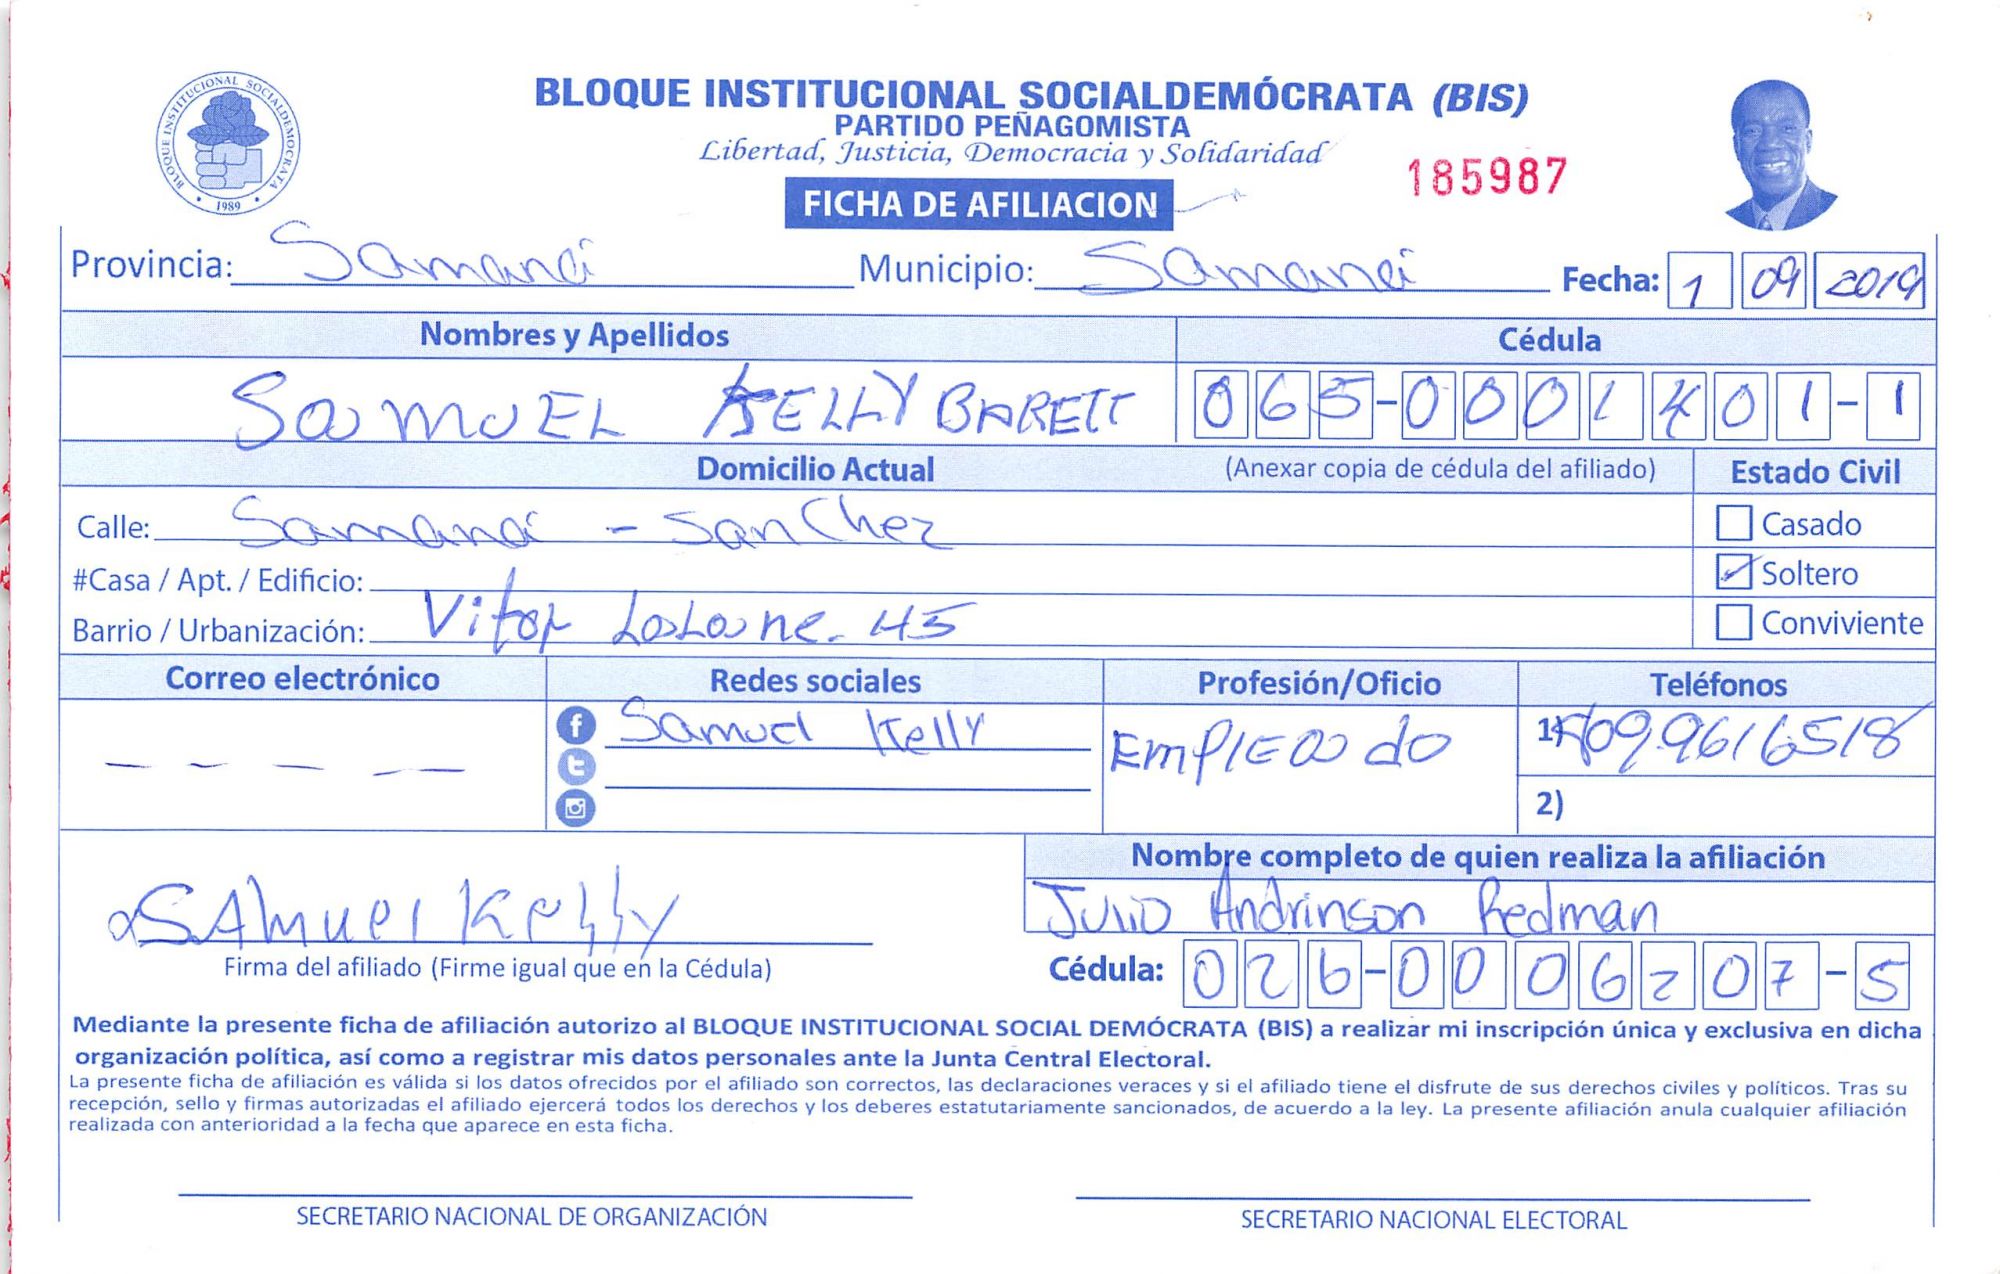 BLOQUE INSTITUCIONAL SOCIALDEMÓCRATA (BIS)
PARTIDO PEÑAGOMISTA
Libertad, Justicia, Democracia y Solidaridad
BLOQUE INSTITUCIONAL SOCIALDEMOCRATA
1989
FICHA DE AFILIACION
185987
Provincia: Samaná Municipio: Samaná Fecha: 1 09 2019
Nombres y Apellidos Cédula
SamuEL KELLY BARETT 065-0001401-1
Domicilio Actual (Anexar copia de cédula del afiliado) Estado Civil
Calle: Samaná - Sanchez Casado
#Casa / Apt. / Edificio: Soltero
Barrio / Urbanización: Vitor 45 Conviviente
Correo electrónico Redes sociales Profesión/Oficio Teléfonos
- - - - - Samuel Kelly EmplEado 1) 8099616518
2)
Nombre completo de quien realiza la afiliación
Julio Andrinson Redman
SAmuel Kelly
Firma del afiliado (Firme igual que en la Cédula) Cédula: 026-0006207-5
Mediante la presente ficha de afiliación autorizo al BLOQUE INSTITUCIONAL SOCIAL DEMÓCRATA (BIS) a realizar mi inscripción única y exclusiva en dicha
organización política, así como a registrar mis datos personales ante la Junta Central Electoral.
La presente ficha de afiliación es válida si los datos ofrecidos por el afiliado son correctos, las declaraciones veraces y si el afiliado tiene el disfrute de sus derechos civiles y políticos. Tras su
recepción, sello y firmas autorizadas el afiliado ejercerá todos los derechos y los deberes estatutariamente sancionados, de acuerdo a la ley. La presente afiliación anula cualquier afiliación
realizada con anterioridad a la fecha que aparece en esta ficha.
SECRETARIO NACIONAL DE ORGANIZACIÓN SECRETARIO NACIONAL ELECTORAL